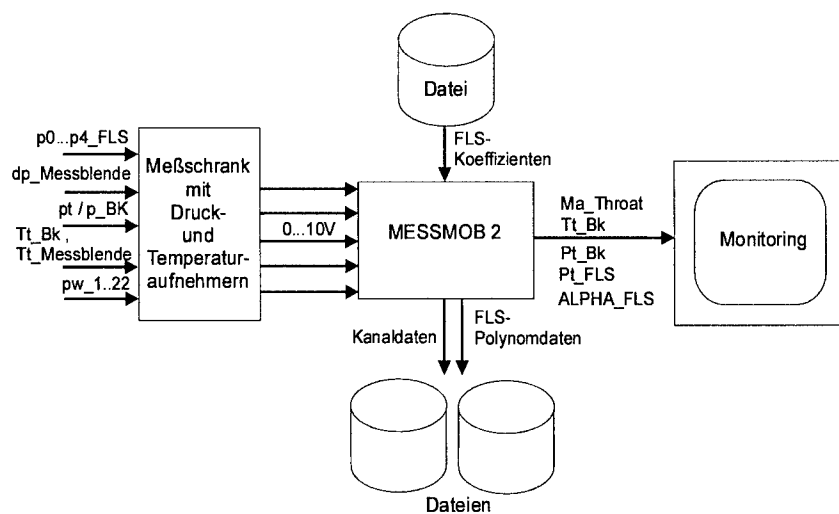 Datei
FLS-
Koeffizienten
p0...p4_FLS
dp_Messblende
pt / p_BK
Tt_Bk ,
Tt_Messblende
pw_1..22
Meßschrank
mit
Druck-
und
Temperatur-
aufnehmern
0...10V
MESSMOB 2
Ma_Throat
Tt_Bk
Pt_Bk
Pt_FLS
ALPHA_FLS
Monitoring
Kanaldaten
FLS-
Polynomdaten
Dateien